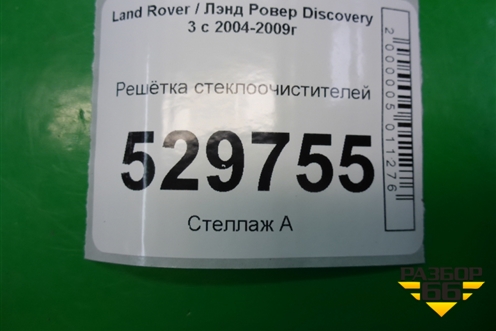 Land Rover / Лэнд Ровер Discovery
3 с 2004-2009г
Решётка стеклоочистителей
529755
Стеллаж А
2000005011276
РАЗБОР
66